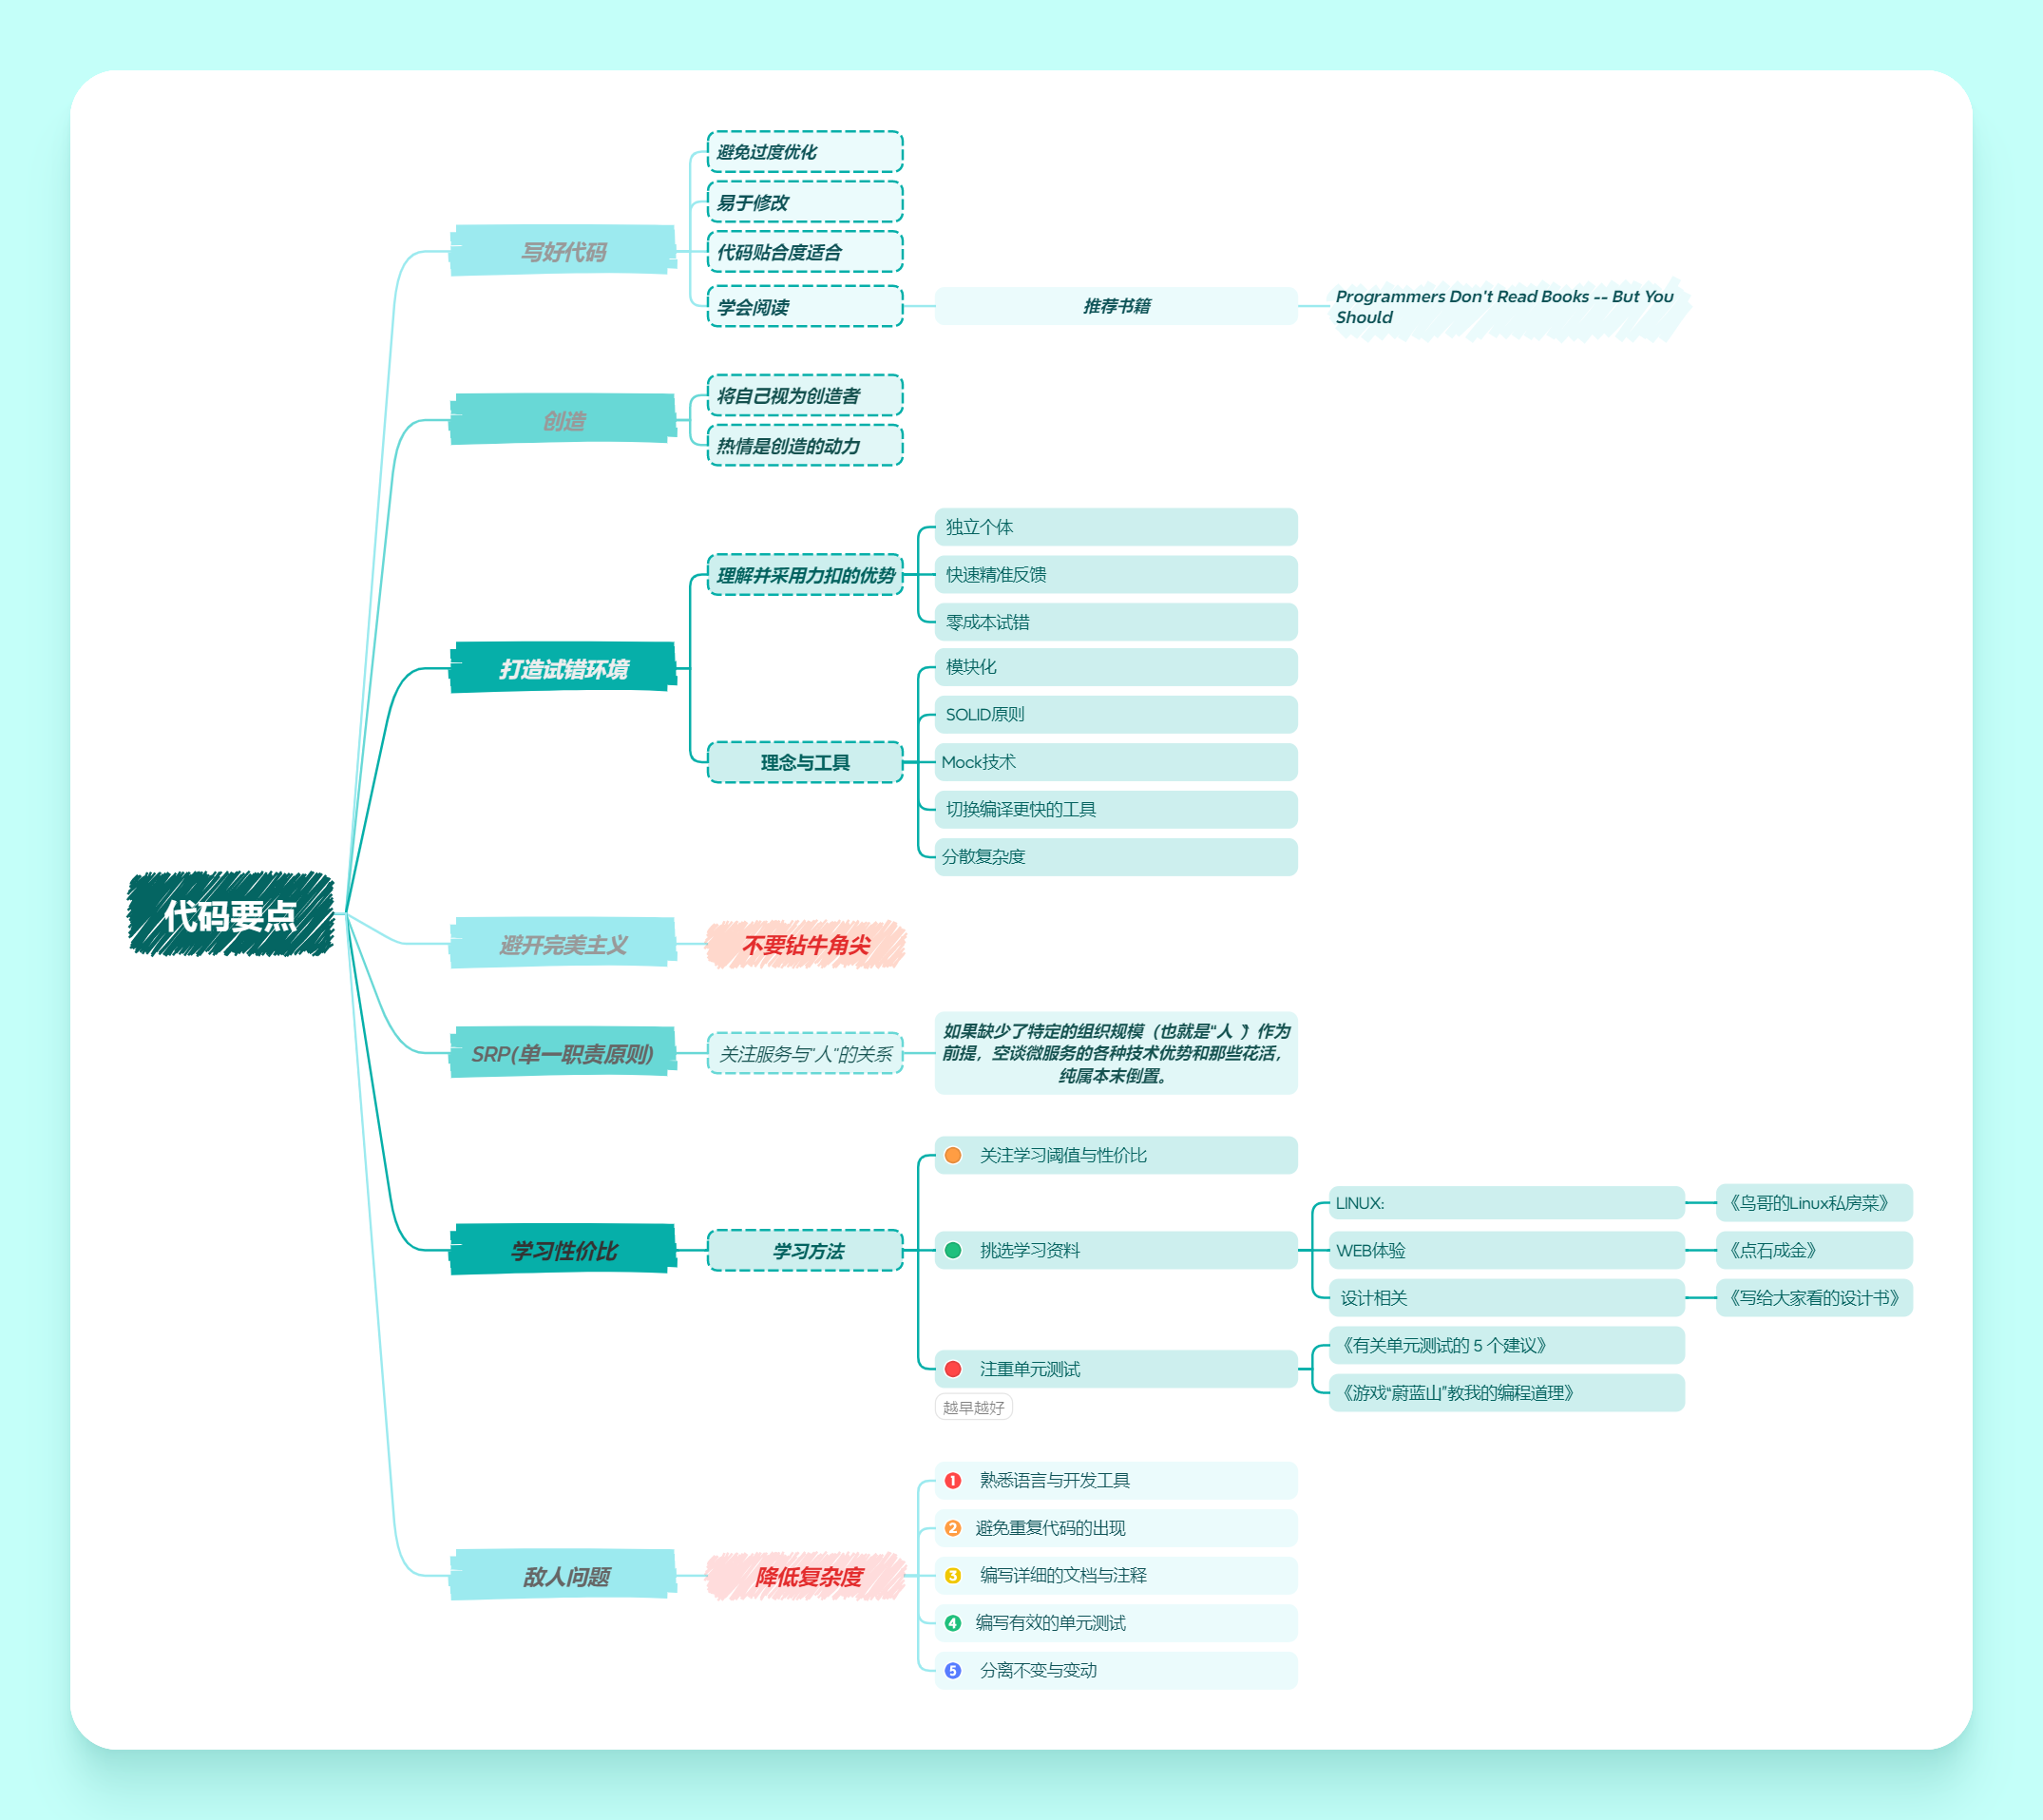 代码要点
写好代码
避免过度优化
易于修改
代码贴合度适合
学会阅读
推荐书籍
Programmers Don't Read Books -- But You
Should
创造
将自己视为创造者
热情是创造的动力
打造试错环境
理解并采用力扣的优势
独立个体
快速精准反馈
零成本试错
理念与工具
模块化
SOLID原则
Mock技术
切换编译更快的工具
分散复杂度
避开完美主义
不要钻牛角尖
SRP(单一职责原则)
关注服务与“人”的关系
如果缺少了特定的组织规模（也就是“人 ）作为
前提，空谈微服务的各种技术优势和那些花活，
纯属本末倒置。
学习性价比
学习方法
关注学习阈值与性价比
挑选学习资料
LINUX:
《鸟哥的Linux私房菜》
WEB体验
《点石成金》
设计相关
《写给大家看的设计书》
注重单元测试
越早越好
《有关单元测试的 5 个建议》
《游戏“蔚蓝山”教我的编程道理》
敌人问题
降低复杂度
1 熟悉语言与开发工具
2 避免重复代码的出现
3 编写详细的文档与注释
4 编写有效的单元测试
5 分离不变与变动